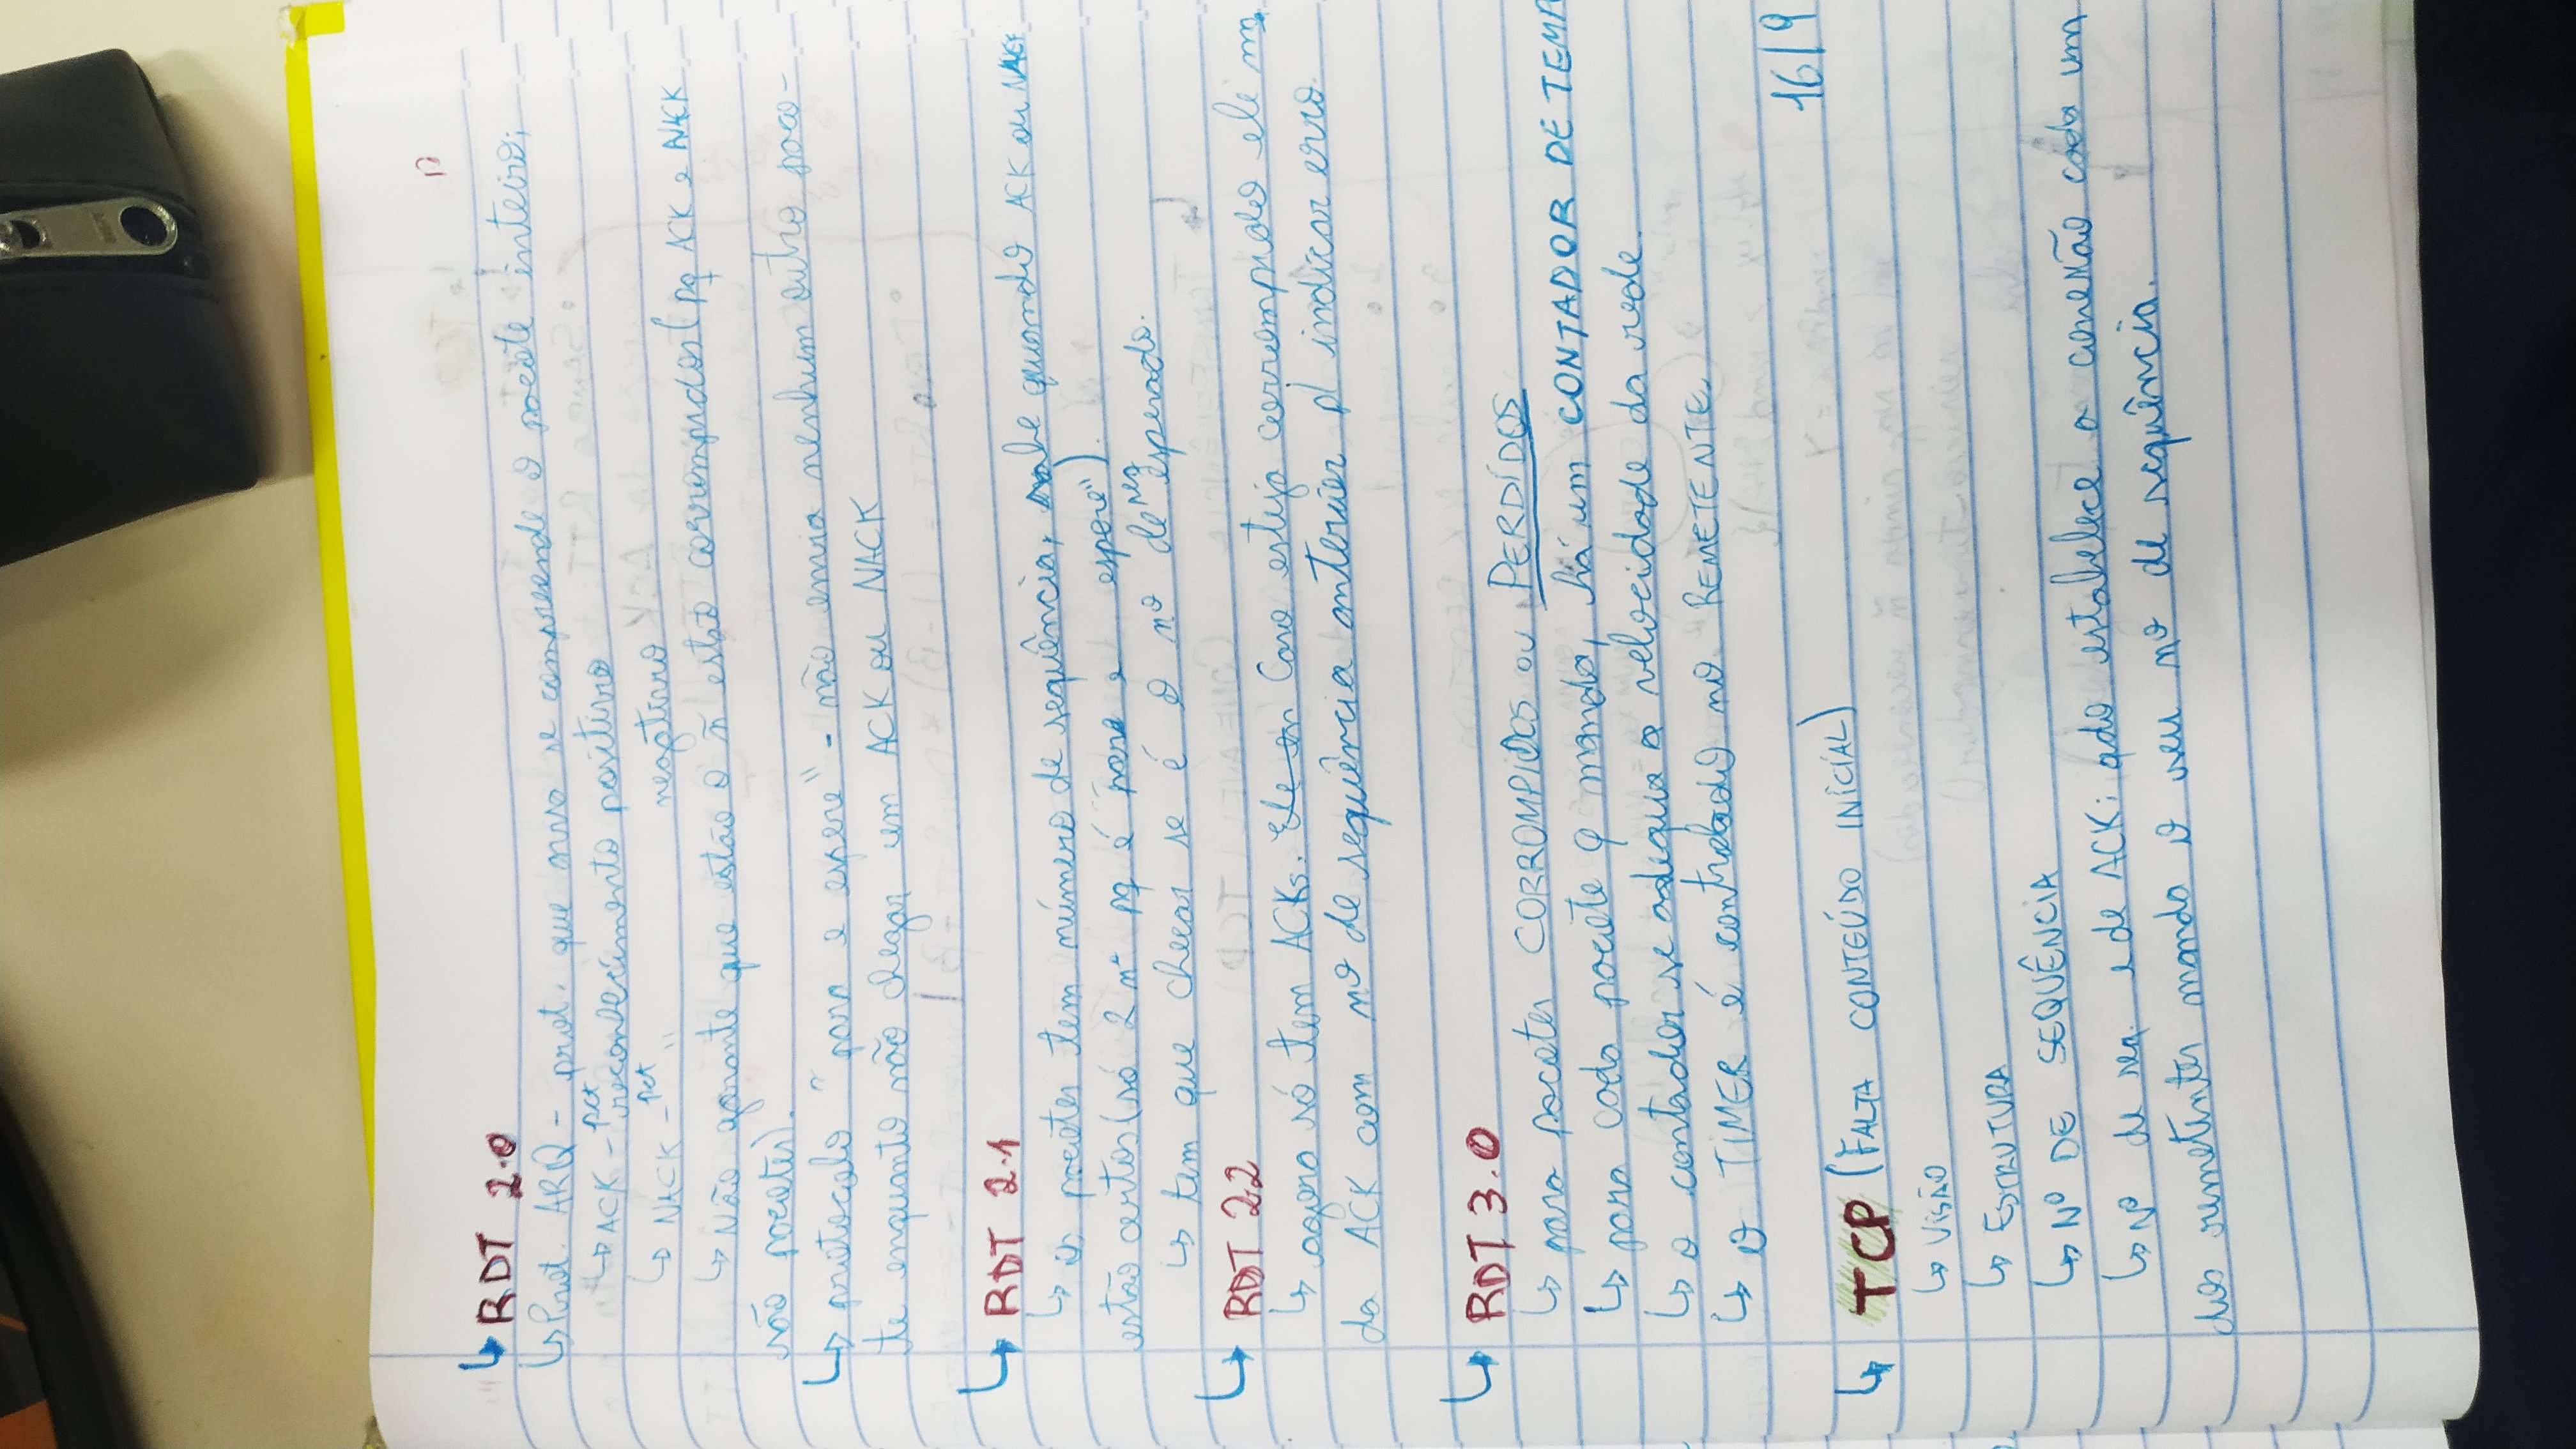 ↳ RDT 2.0
↳ Prot. ARQ - prot. que avisa se compreende o pacote inteiro;
↳ ACK - pct reconhecimento positivo
↳ NACK - pct " negativo
↳ Não garante que estão o ñ estão corrompidos (pq ACK e NACK
são pacotes).
↳ protocolo "para e espere" - não envia nenhum outro paco-
te enquanto não chegar um ACK ou NACK
↳ RDT 2.1
↳ os pacotes tem número de sequência, sabe quando ACK ou NACK
estão certos (só 2 nº pq é "para e espere").
↳ tem que checar se é o nº de seq esperado.
↳ RDT 2.2
↳ agora só tem ACKs. Caso esteja corrompido ele man
da ACK com nº de sequência anterior p/ indicar erro.
↳ RDT 3.0
↳ para pacotes CORROMPIDOS ou PERDIDOS
↳ para cada pacote q manda, há um CONTADOR DE TEMP
↳ o contador se adequa a velocidade da rede.
↳ o TIMER é controlado no REMETENTE.
16/9
↳ TCP (FALTA CONTEÚDO INICIAL)
↳ VISÃO
↳ ESTRUTURA
↳ Nº DE SEQUÊNCIA
↳ Nº de seq. e de ACK: qdo estabelece a conexão cada um
dos remetentes manda o seu nº de sequência.